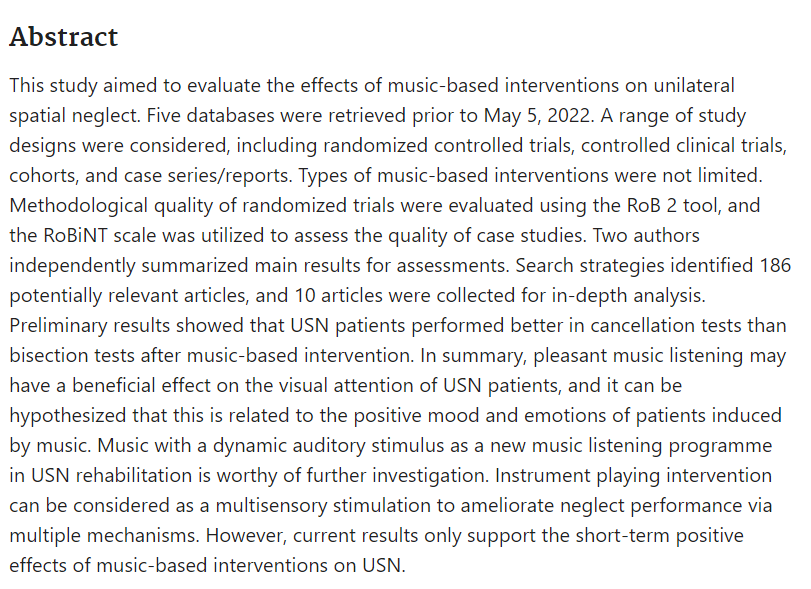 Abstract
This study aimed to evaluate the effects of music-based interventions on unilateral
spatial neglect. Five databases were retrieved prior to May 5, 2022. A range of study
designs were considered, including randomized controlled trials, controlled clinical trials,
cohorts, and case series/reports. Types of music-based interventions were not limited.
Methodological quality of randomized trials were evaluated using the RoB 2 tool, and
the RoBiNT scale was utilized to assess the quality of case studies. Two authors
independently summarized main results for assessments. Search strategies identified 186
potentially relevant articles, and 10 articles were collected for in-depth analysis.
Preliminary results showed that USN patients performed better in cancellation tests than
bisection tests after music-based intervention. In summary, pleasant music listening may
have a beneficial effect on the visual attention of USN patients, and it can be
hypothesized that this is related to the positive mood and emotions of patients induced
by music. Music with a dynamic auditory stimulus as a new music listening programme
in USN rehabilitation is worthy of further investigation. Instrument playing intervention
can be considered as a multisensory stimulation to ameliorate neglect performance via
multiple mechanisms. However, current results only support the short-term positive
effects of music-based interventions on USN.